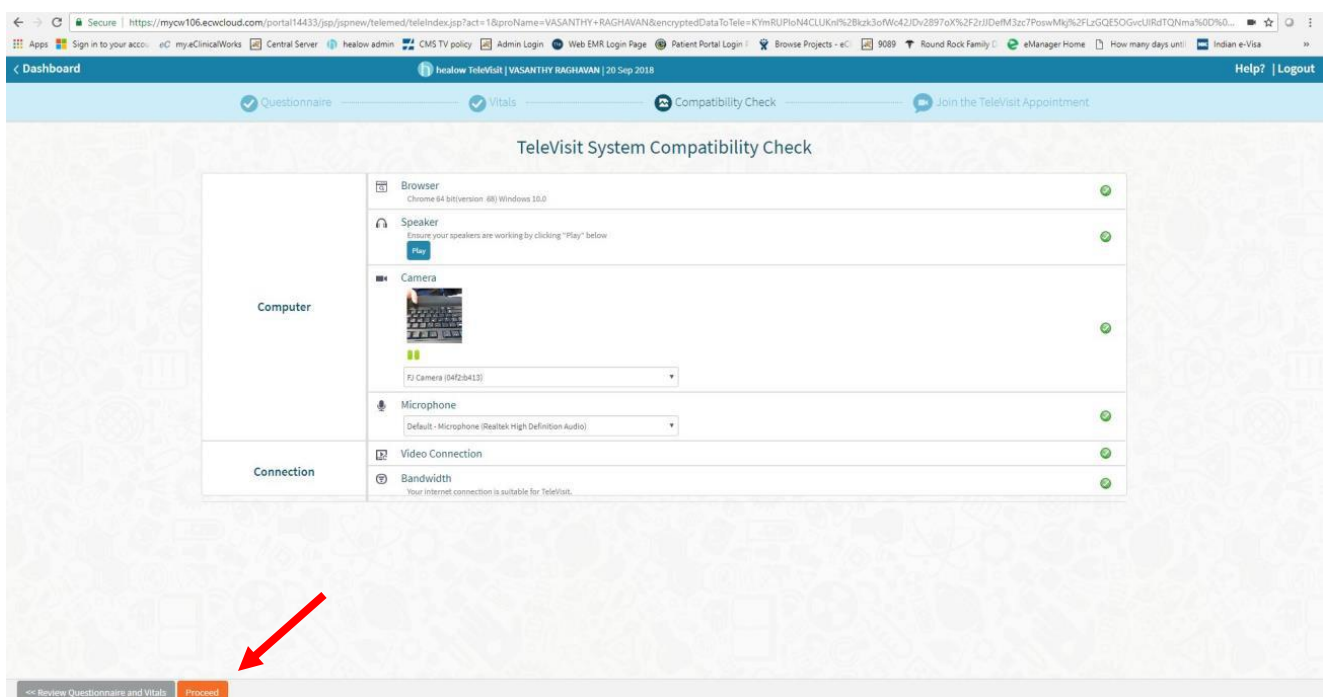 Secure | https://mycw106.ecwcloud.com/portal14433/jsp/jspnew/telemed/teleIndex.jsp?act=1&proName=VASANTHY+RAGHAVAN&encryptedDataToTele=
Apps Sign in to your accou eC my.eClinicalWorks Central Server healow admin CMS TV policy Admin Login Web EMR Login Page Patient Portal Login Browse Projects - eC 9089 Round Rock Family eManager Home How many days until Indian e-Visa »
< Dashboard healow TeleVisit | VASANTHY RAGHAVAN | 20 Sep 2018 Help? | Logout
Questionnaire Vitals Compatibility Check Join the TeleVisit Appointment
TeleVisit System Compatibility Check
Browser
Chrome 64 bit(version 68) Windows 10.0
Speaker
Ensure your speakers are working by clicking "Play" below
Play
Camera
Computer
FJ Camera (04f2:b413)
Microphone
Default - Microphone (Realtek High Definition Audio)
Video Connection
Connection
Bandwidth
Your internet connection is suitable for TeleVisit.
<< Review Questionnaire and Vitals Proceed